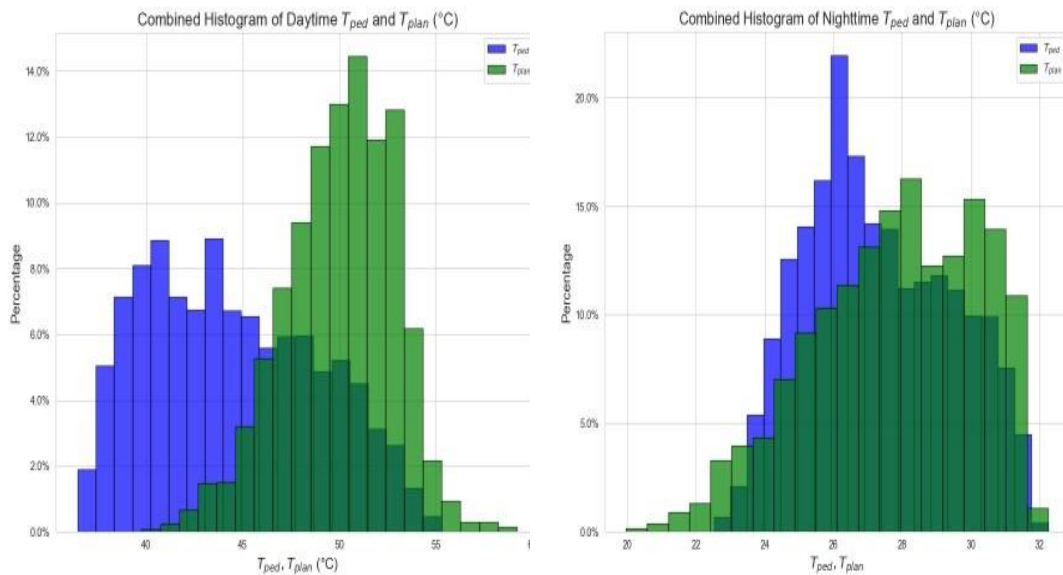 Combined Histogram of Daytime T_ped and T_plan (°C)
T_ped
T_plan
14.0%
12.0%
10.0%
8.0%
6.0%
4.0%
2.0%
0.0%
Percentage
40 45 50 55 6
T_ped, T_plan (°C)
Combined Histogram of Nighttime T_ped and T_plan (°C)
T_ped
T_plan
20.0%
15.0%
10.0%
5.0%
0.0%
Percentage
20 22 24 26 28 30 32
T_ped, T_plan